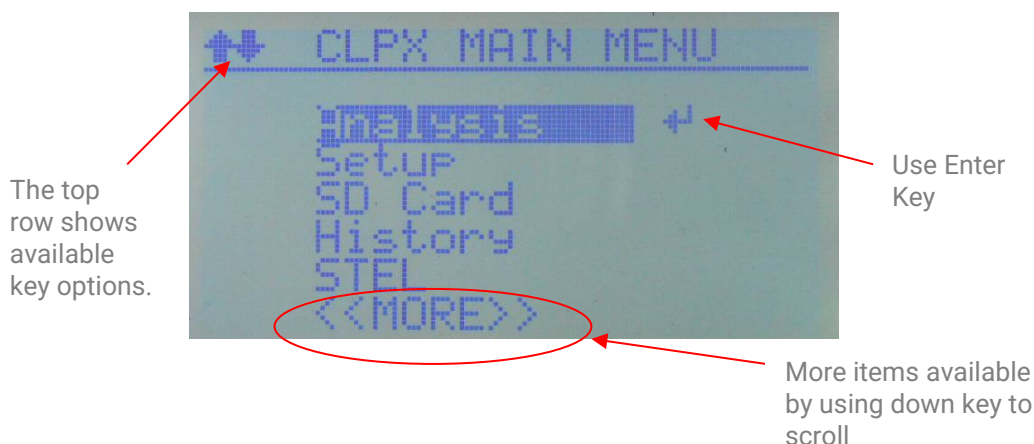 CLPX MAIN MENU
Analysis
Setup
SD Card
History
STEL
<<MORE>>
The top
row shows
available
key options.
Use Enter
Key
More items available
by using down key to
scroll